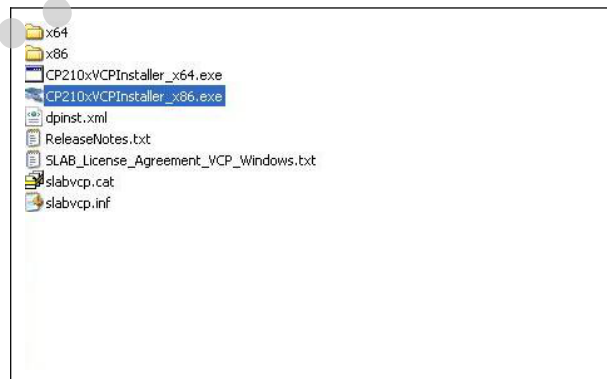 x64
x86
CP210xVCPInstaller_x64.exe
CP210xVCPInstaller_x86.exe
dpinst.xml
ReleaseNotes.txt
SLAB_License_Agreement_VCP_Windows.txt
slabvcp.cat
slabvcp.inf